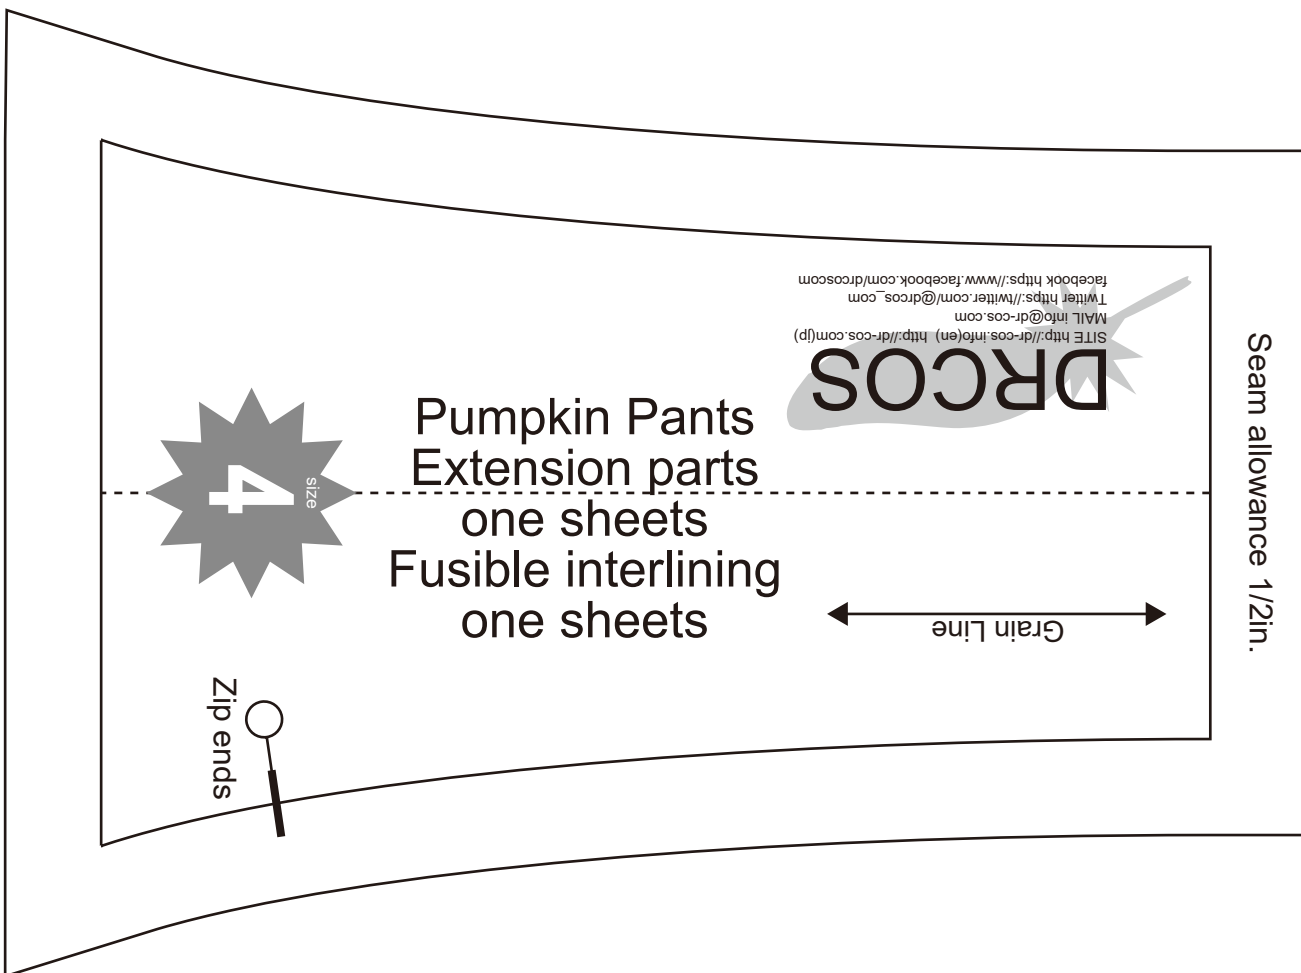 Pumpkin Pants
Extension parts
one sheets
Fusible interlining
one sheets
size
4
DRCOS
SITE http://dr-cos.info(en) http://dr-cos.com(jp)
MAIL info@dr-cos.com
Twitter https://twitter.com/@drcos_com
facebook https://www.facebook.com/drcoscom
Grain Line
Zip ends
Seam allowance 1/2in.